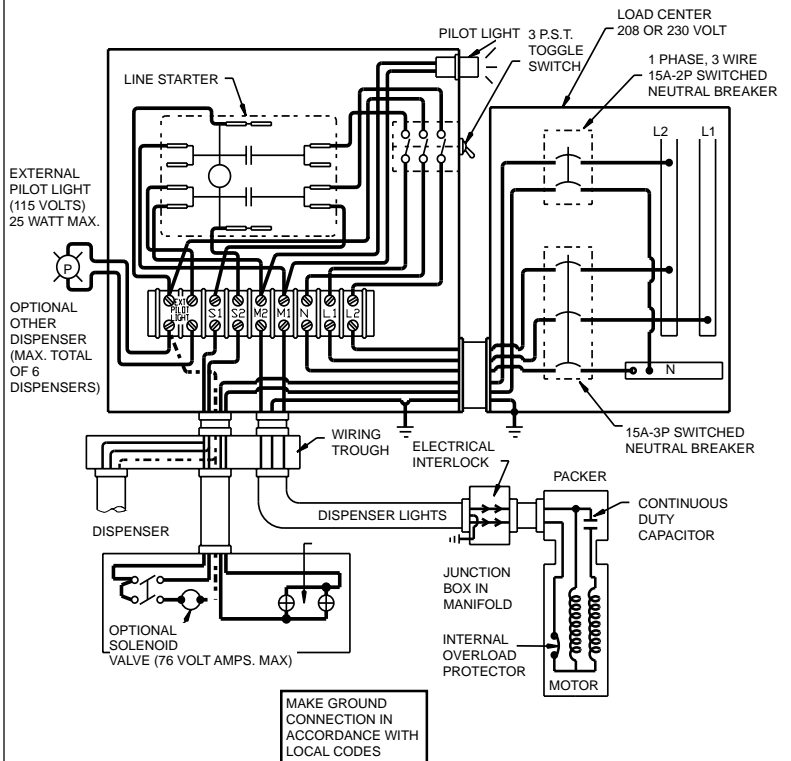 LOAD CENTER
208 OR 230 VOLT
PILOT LIGHT
3 P.S.T.
TOGGLE
SWITCH
1 PHASE, 3 WIRE
15A-2P SWITCHED
NEUTRAL BREAKER
LINE STARTER
L2
L1
EXTERNAL
PILOT LIGHT
(115 VOLTS)
25 WATT MAX.
P
OPTIONAL
OTHER
DISPENSER
(MAX. TOTAL
OF 6
DISPENSERS)
EXT
PILOT
LIGHT
S1
S2
M2
M1
N
L1
L2
N
15A-3P SWITCHED
NEUTRAL BREAKER
WIRING
TROUGH
ELECTRICAL
INTERLOCK
PACKER
CONTINUOUS
DUTY
CAPACITOR
DISPENSER LIGHTS
DISPENSER
JUNCTION
BOX IN
MANIFOLD
OPTIONAL
SOLENOID
VALVE (76 VOLT AMPS. MAX)
INTERNAL
OVERLOAD
PROTECTOR
MOTOR
MAKE GROUND
CONNECTION IN
ACCORDANCE WITH
LOCAL CODES